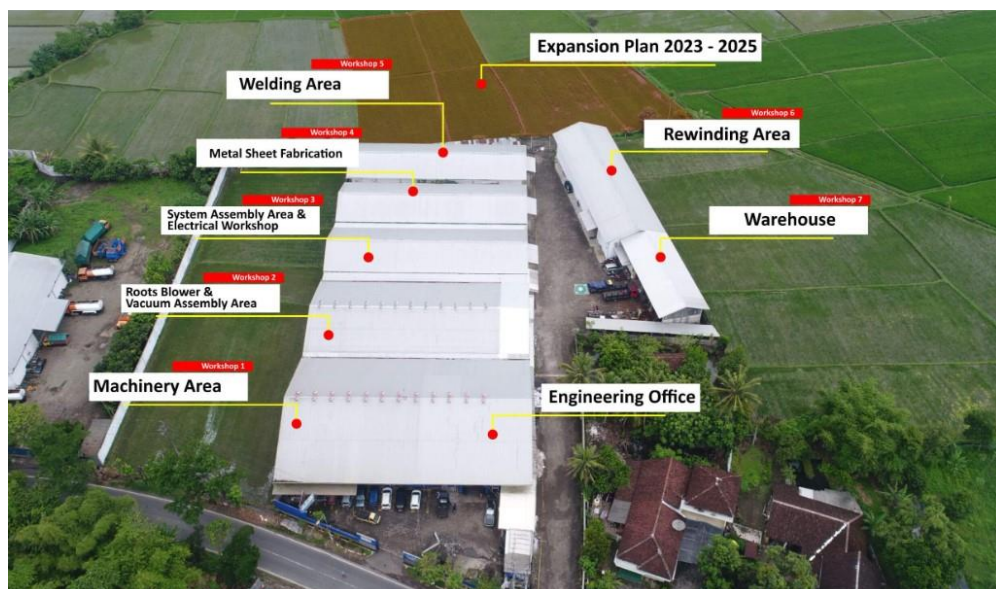 Expansion Plan 2023 - 2025
Workshop 5
Welding Area
Workshop 6
Rewinding Area
Workshop 4
Metal Sheet Fabrication
Workshop 3
System Assembly Area &
Electrical Workshop
Workshop 7
Warehouse
Workshop 2
Roots Blower &
Vacuum Assembly Area
Workshop 1
Machinery Area
Engineering Office